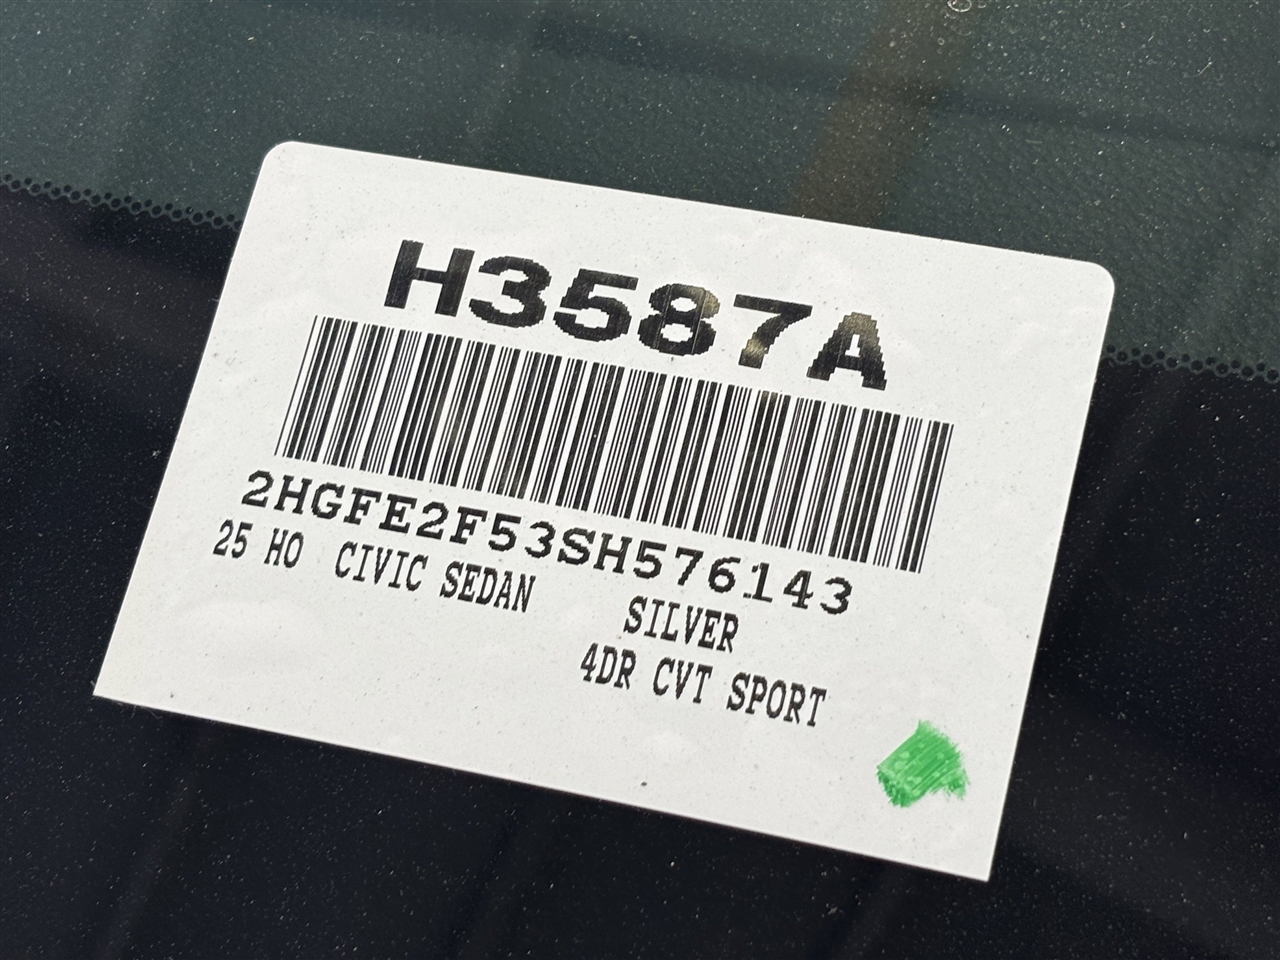 H3587A
2HGFE2F53SH576143
25 HO CIVIC SEDAN
SILVER
4DR CVT SPORT